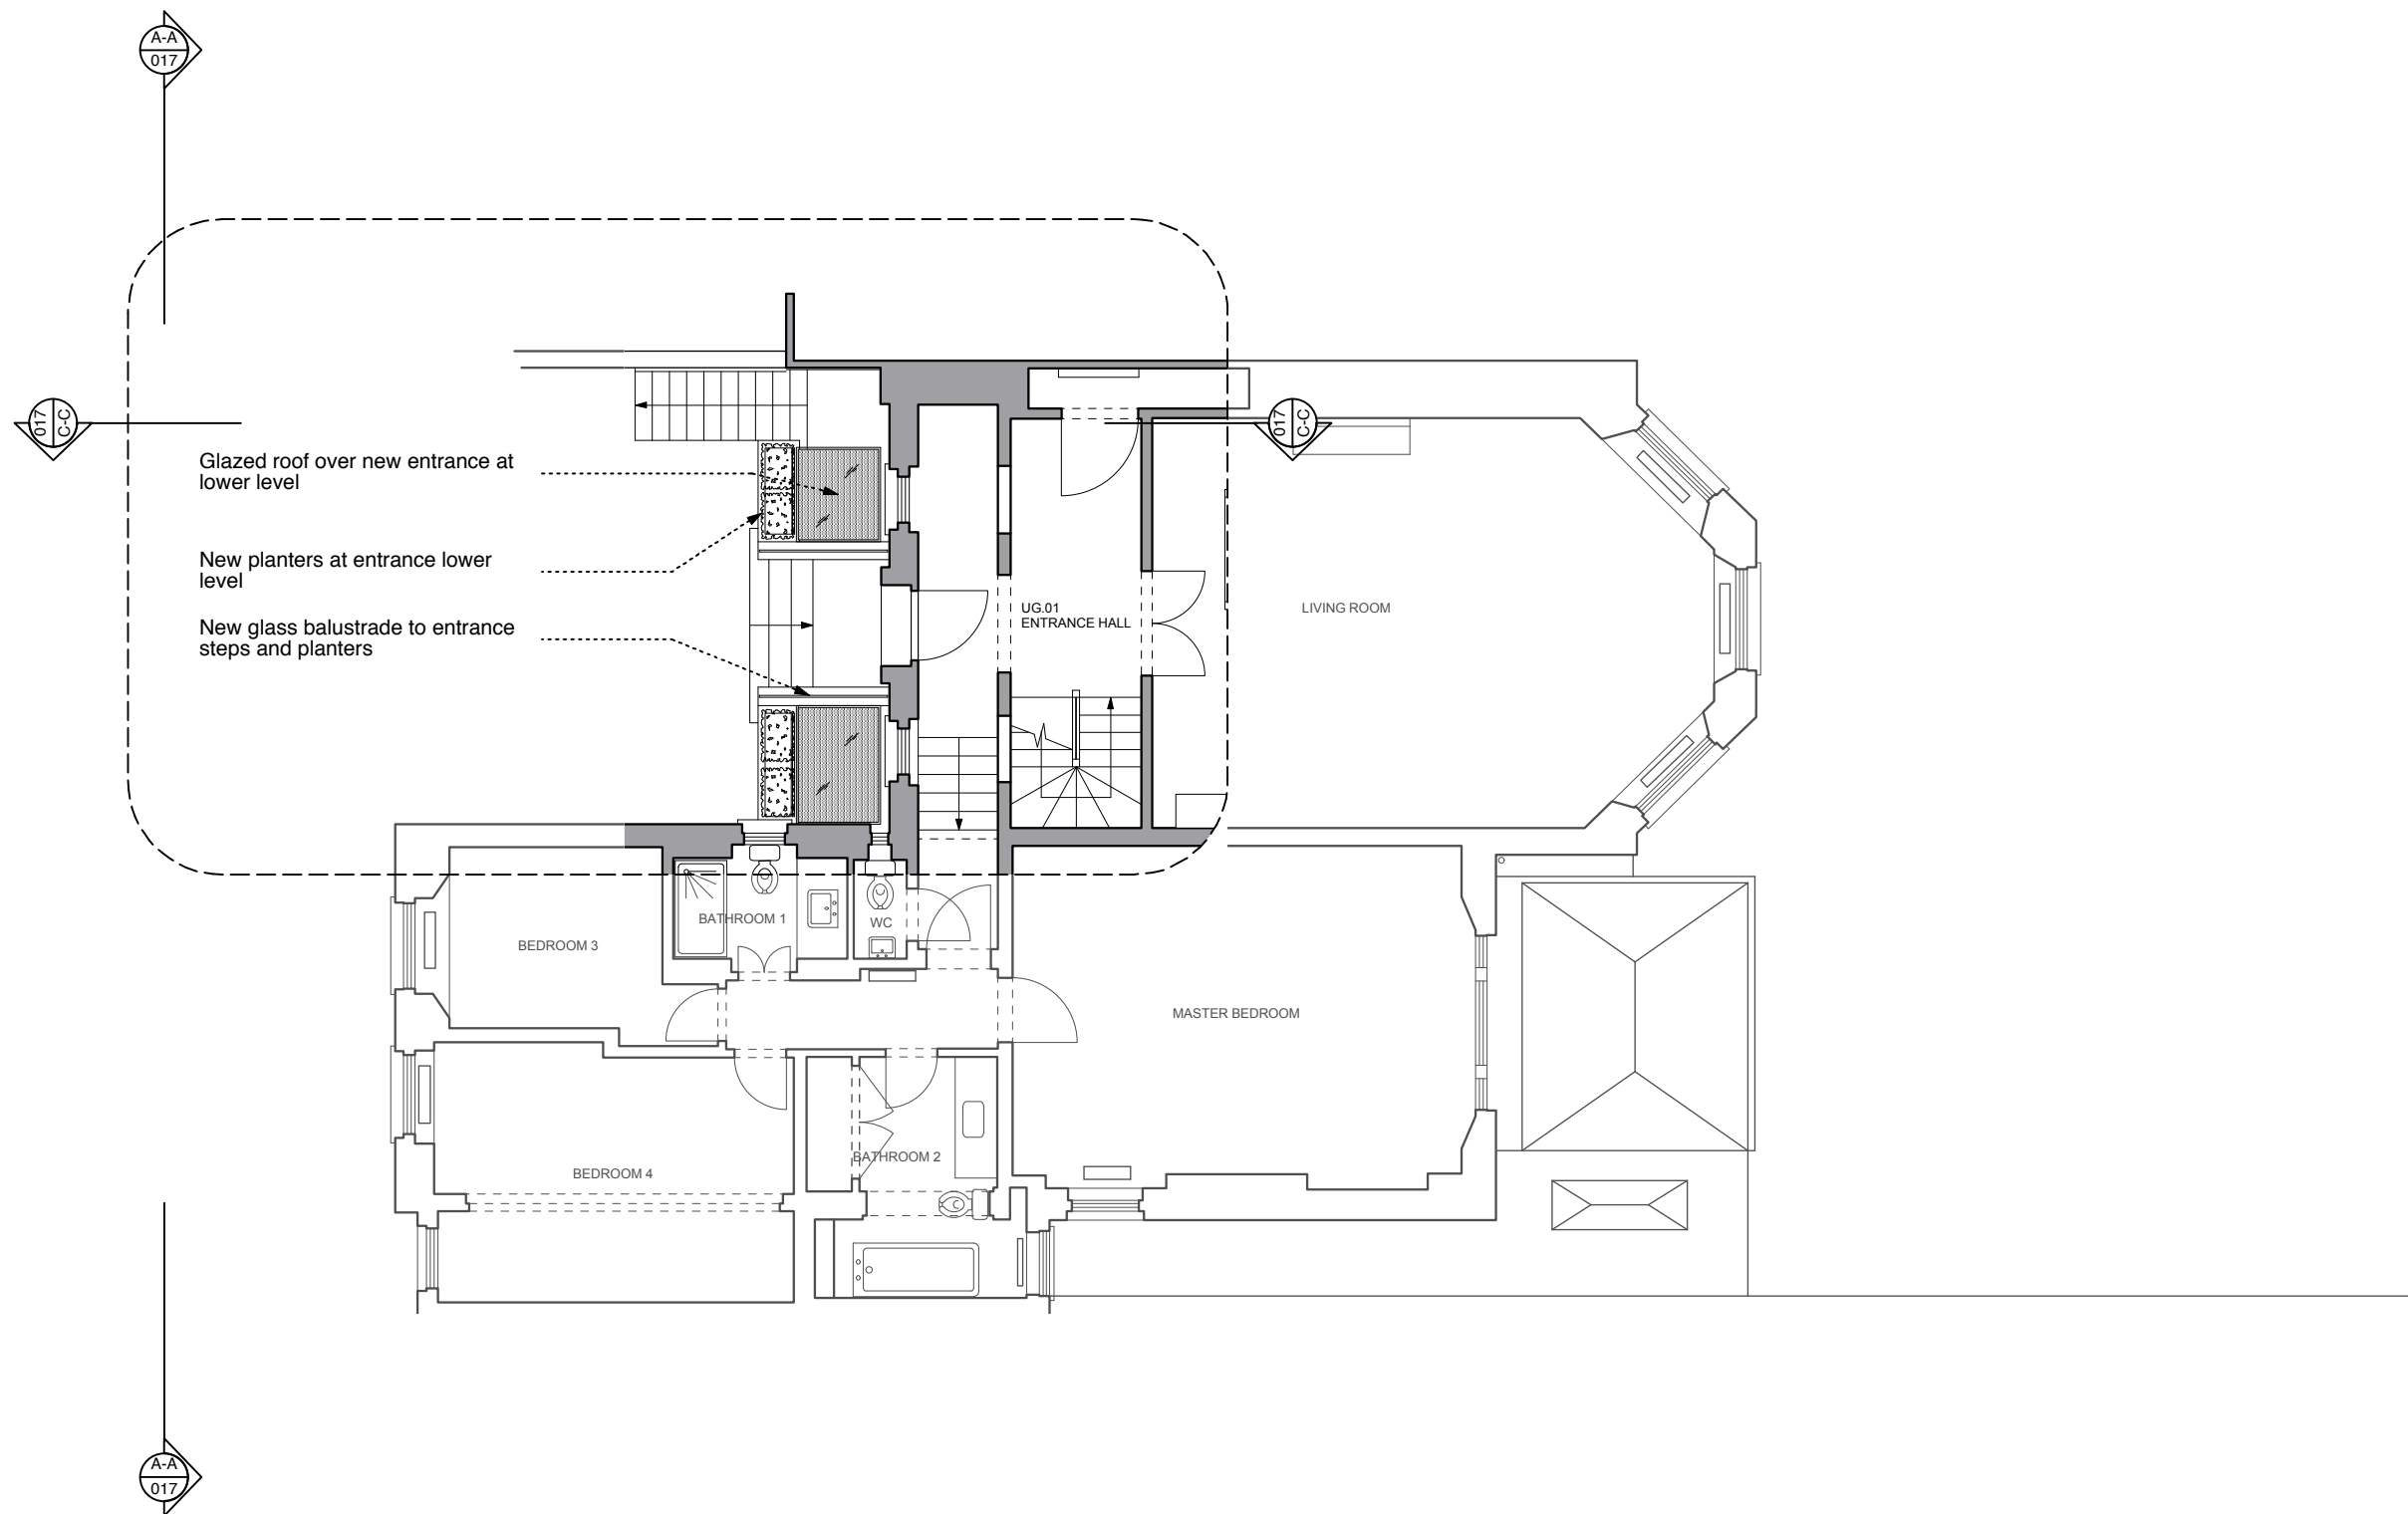 A-A
017
017
C-C
017
C-C
Glazed roof over new entrance at
lower level
New planters at entrance lower
level
New glass balustrade to entrance
steps and planters
UG.01
ENTRANCE HALL
LIVING ROOM
BATHROOM 1
WC
BEDROOM 3
MASTER BEDROOM
BATHROOM 2
BEDROOM 4
A-A
017